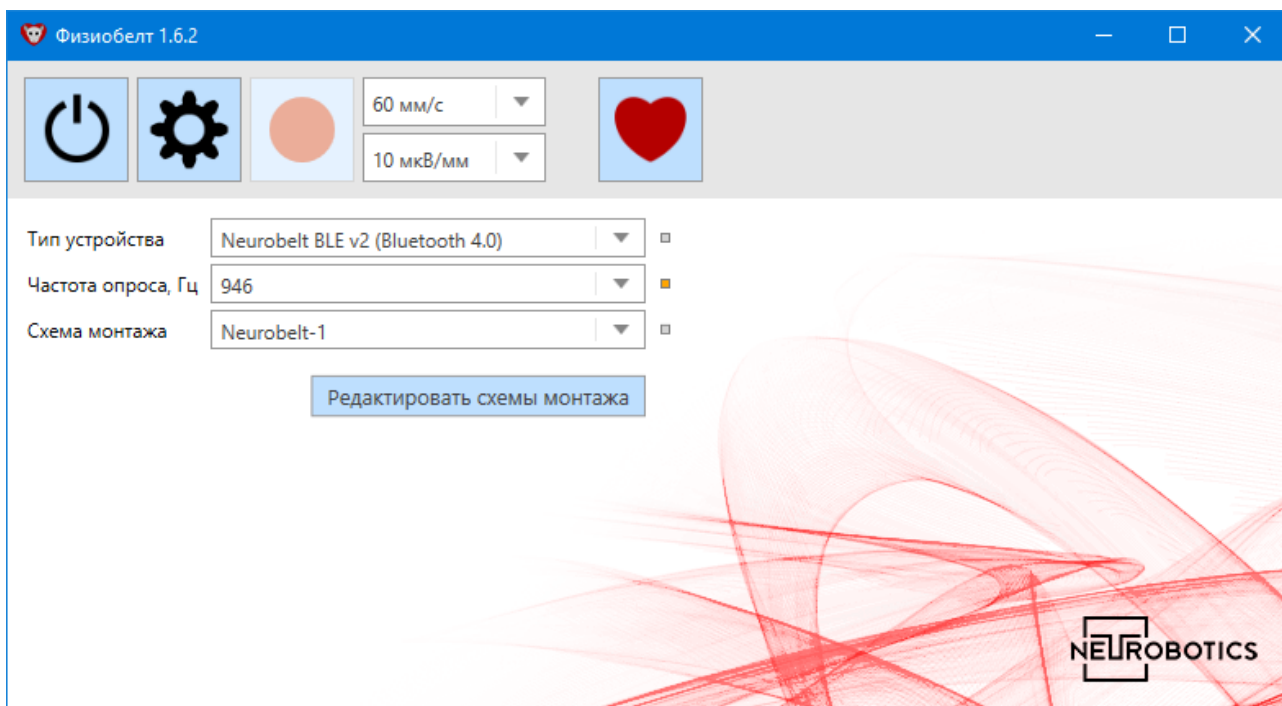 Физиобелт 1.6.2
60 мм/с
10 мкВ/мм
Тип устройства
Neurobelt BLE v2 (Bluetooth 4.0)
Частота опроса, Гц
946
Схема монтажа
Neurobelt-1
Редактировать схемы монтажа
NEUROBOTICS